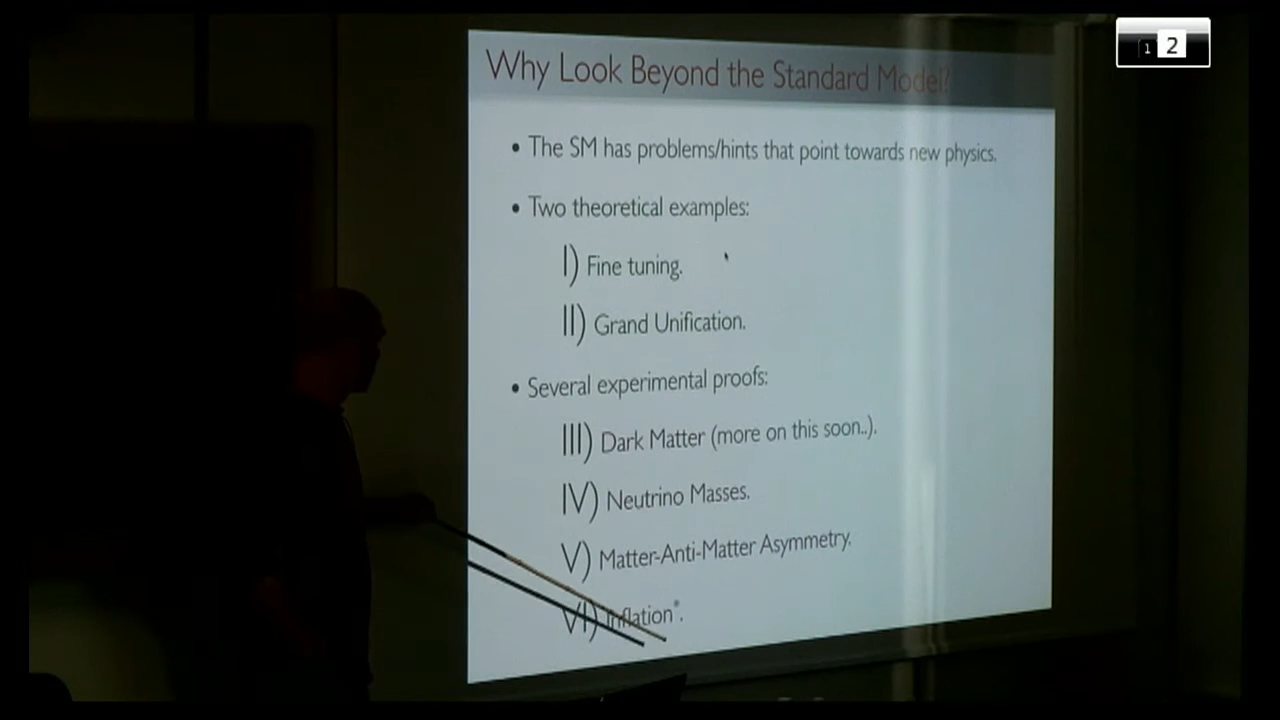 1 2
Why Look Beyond the Standard Model?
• The SM has problems/hints that point towards new physics.
• Two theoretical examples:
I) Fine tuning.
II) Grand Unification.
• Several experimental proofs:
III) Dark Matter (more on this soon..).
IV) Neutrino Masses.
V) Matter-Anti-Matter Asymmetry.
VI) Inflation*.